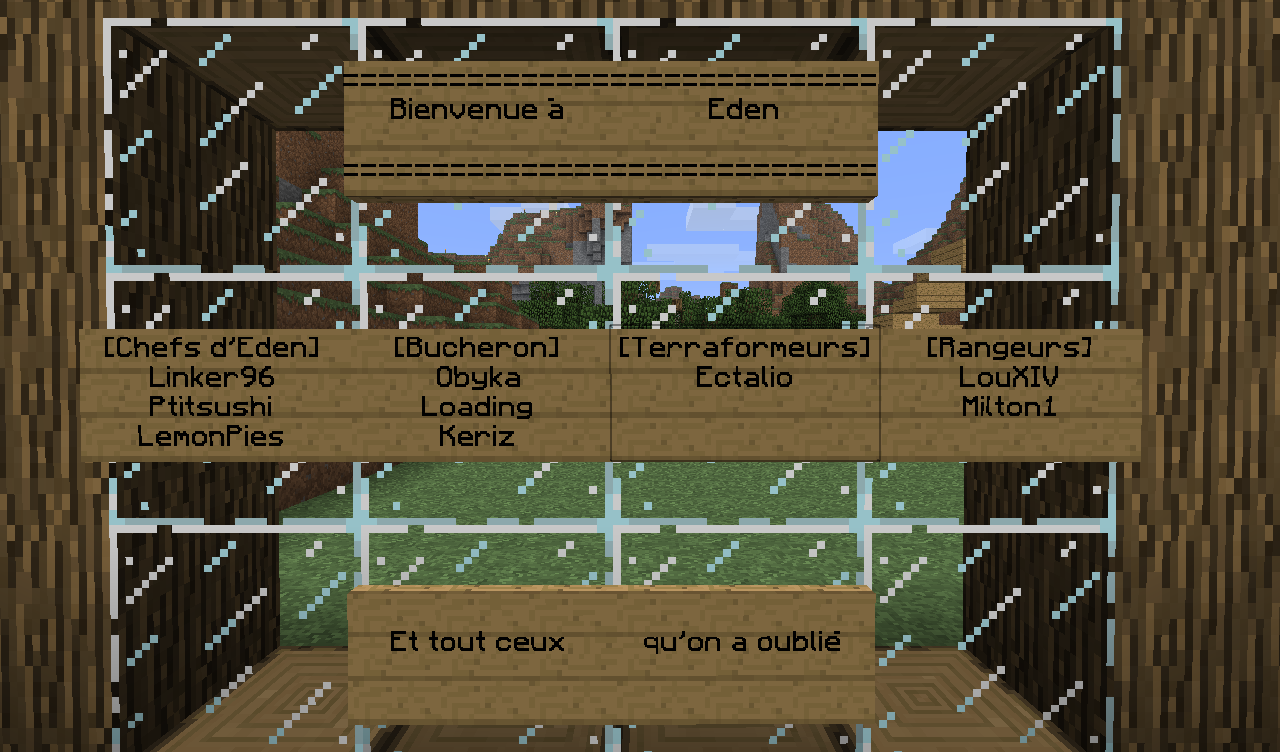 ==============================
Bienvenue à Eden
==============================
[Chefs d'Eden]
Linker96
Ptitsushi
LemonPies
[Bucheron]
Obyka
Loading
Keriz
[Terraformeurs]
Ectalio
[Rangeurs]
LouXIV
Milton1
Et tout ceux qu'on a oublié